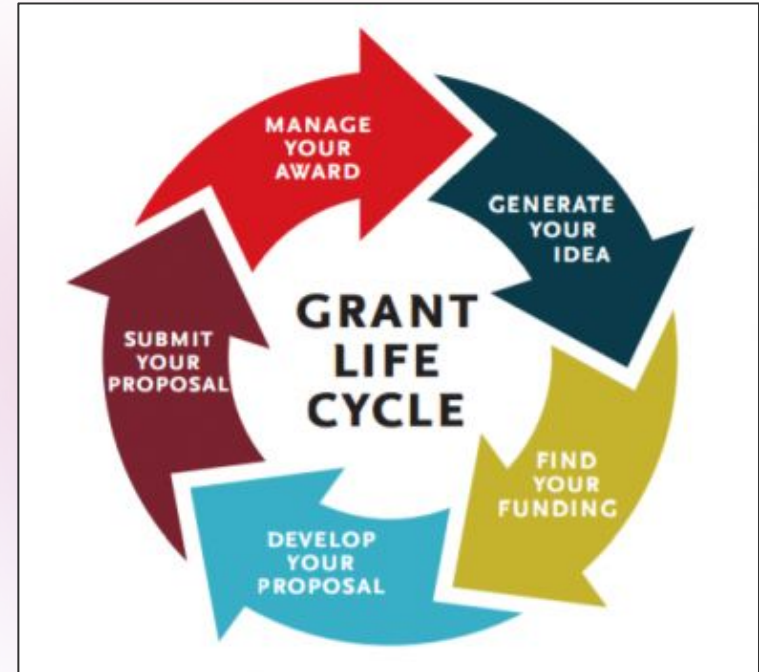 MANAGE
YOUR
AWARD
GENERATE
YOUR
IDEA
GRANT
LIFE
CYCLE
SUBMIT
YOUR
PROPOSAL
FIND
YOUR
FUNDING
DEVELOP
YOUR
PROPOSAL